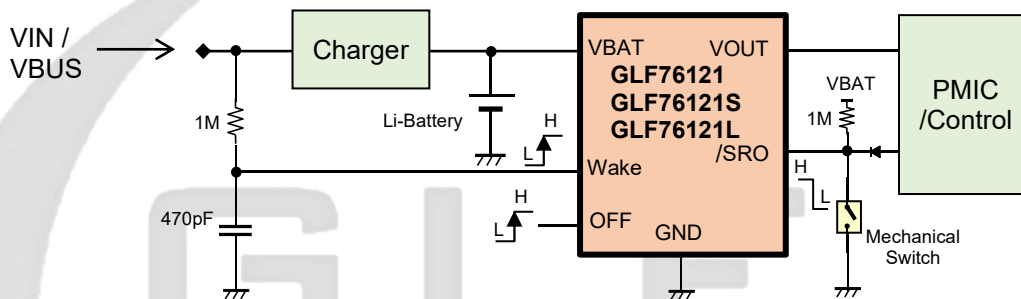 VIN /
VBUS
Charger
VBAT
VOUT
GLF76121
GLF76121S
GLF76121L
/SRO
Wake
OFF
GND
VBAT
1M
PMIC
/Control
1M
Li-Battery
H
L
H
L
H
L
470pF
Mechanical
Switch
GLF